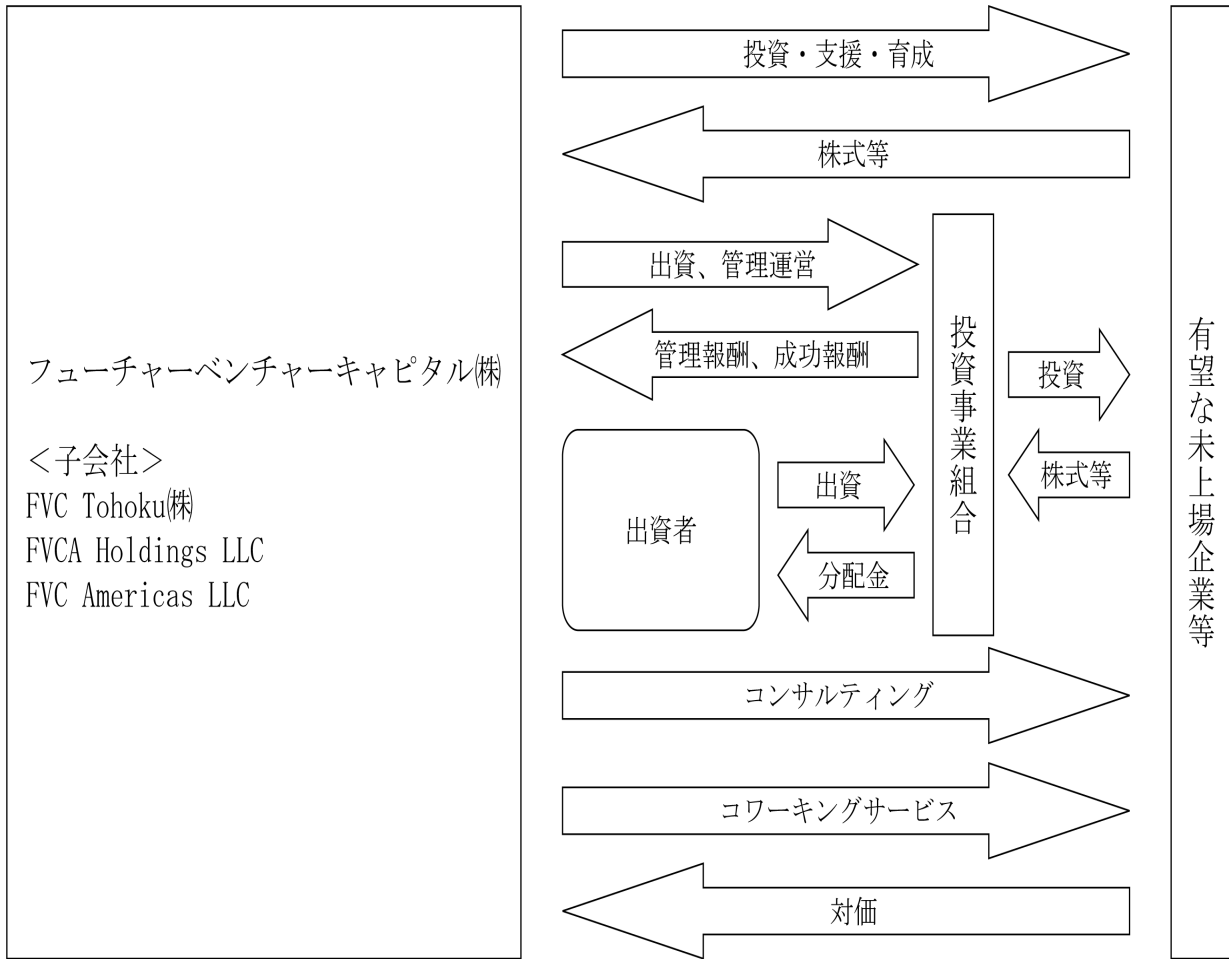 フューチャーベンチャーキャピタル㈱
＜子会社＞
FVC Tohoku㈱
FVCA Holdings LLC
FVC Americas LLC
投資・支援・育成
株式等
出資、管理運営
管理報酬、成功報酬
出資者
出資
分配金
投資事業組合
投資
株式等
コンサルティング
コワーキングサービス
対価
有望な未上場企業等